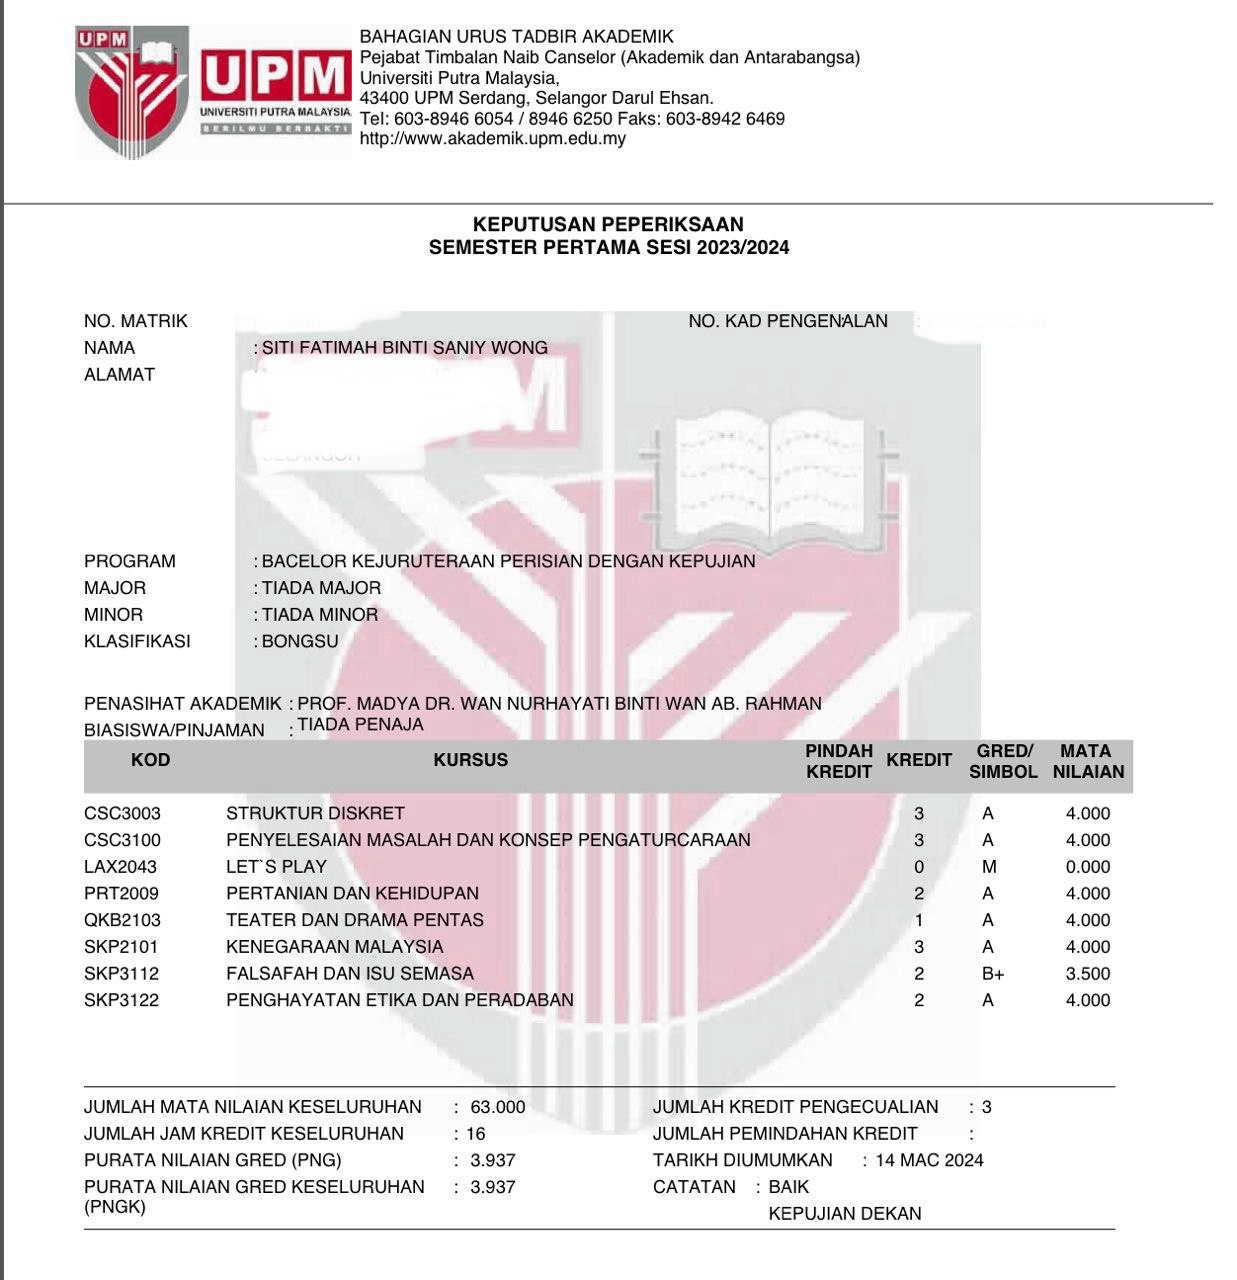 UPM
UPM
UNIVERSITI PUTRA MALAYSIA
BERILMU BERBAKTI
BAHAGIAN URUS TADBIR AKADEMIK
Pejabat Timbalan Naib Canselor (Akademik dan Antarabangsa)
Universiti Putra Malaysia,
43400 UPM Serdang, Selangor Darul Ehsan.
Tel: 603-8946 6054 / 8946 6250 Faks: 603-8942 6469
http://www.akademik.upm.edu.my
KEPUTUSAN PEPERIKSAAN
SEMESTER PERTAMA SESI 2023/2024
NO. MATRIK : NO. KAD PENGENALAN :
NAMA : SITI FATIMAH BINTI SANIY WONG
ALAMAT :
SELANGOR
PROGRAM : BACELOR KEJURUTERAAN PERISIAN DENGAN KEPUJIAN
MAJOR : TIADA MAJOR
MINOR : TIADA MINOR
KLASIFIKASI : BONGSU
PENASIHAT AKADEMIK : PROF. MADYA DR. WAN NURHAYATI BINTI WAN AB. RAHMAN
BIASISWA/PINJAMAN : TIADA PENAJA
KOD KURSUS PINDAH KREDIT KREDIT GRED/ SIMBOL MATA NILAIAN
CSC3003 STRUKTUR DISKRET 3 A 4.000
CSC3100 PENYELESAIAN MASALAH DAN KONSEP PENGATURCARAAN 3 A 4.000
LAX2043 LET`S PLAY 0 M 0.000
PRT2009 PERTANIAN DAN KEHIDUPAN 2 A 4.000
QKB2103 TEATER DAN DRAMA PENTAS 1 A 4.000
SKP2101 KENEGARAAN MALAYSIA 3 A 4.000
SKP3112 FALSAFAH DAN ISU SEMASA 2 B+ 3.500
SKP3122 PENGHAYATAN ETIKA DAN PERADABAN 2 A 4.000
JUMLAH MATA NILAIAN KESELURUHAN : 63.000 JUMLAH KREDIT PENGECUALIAN : 3
JUMLAH JAM KREDIT KESELURUHAN : 16 JUMLAH PEMINDAHAN KREDIT :
PURATA NILAIAN GRED (PNG) : 3.937 TARIKH DIUMUMKAN : 14 MAC 2024
PURATA NILAIAN GRED KESELURUHAN : 3.937 CATATAN : BAIK
(PNGK) KEPUJIAN DEKAN